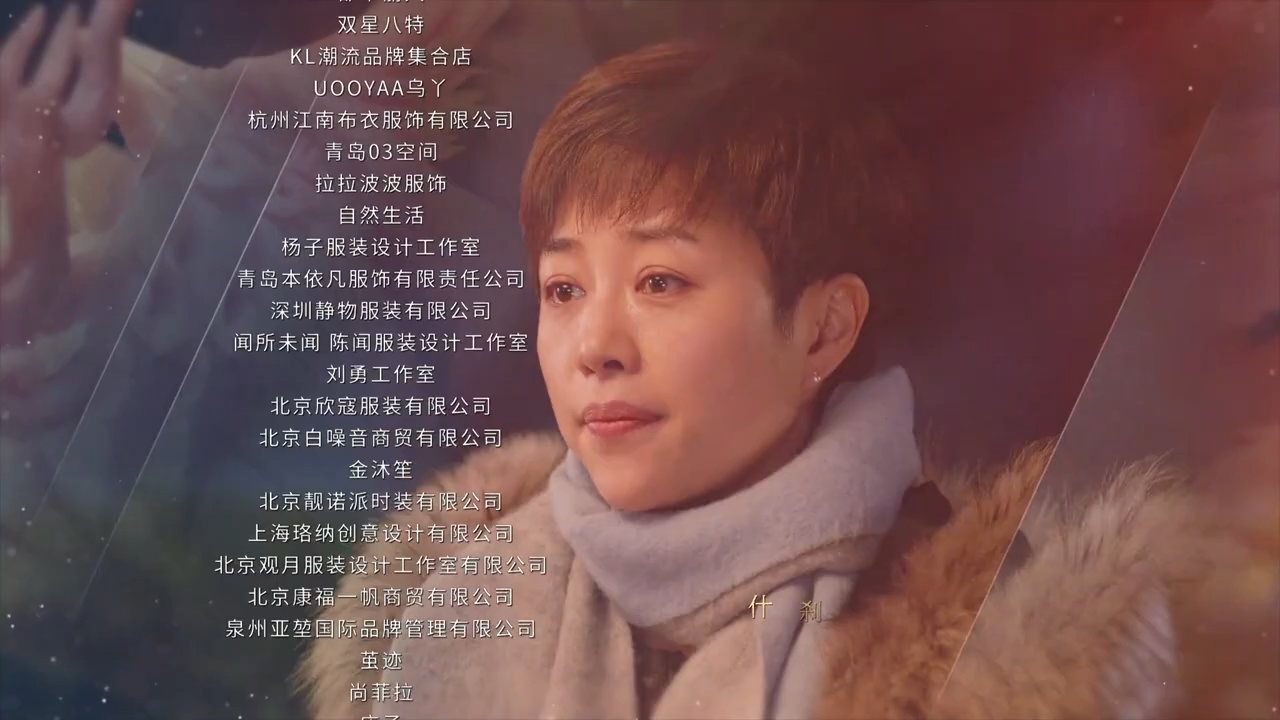 双星八特
KL潮流品牌集合店
UOOYAA乌丫
杭州江南布衣服饰有限公司
青岛03空间
拉拉波波服饰
自然生活
杨子服装设计工作室
青岛本依凡服饰有限责任公司
深圳静物服装有限公司
闻所未闻 陈闻服装设计工作室
刘勇工作室
北京欣寇服装有限公司
北京白噪音商贸有限公司
金沐笙
北京靓诺派时装有限公司
上海珞纳创意设计有限公司
北京观月服装设计工作室有限公司
北京康福一帆商贸有限公司
泉州亚堃国际品牌管理有限公司
茧迹
尚菲拉
什 刹